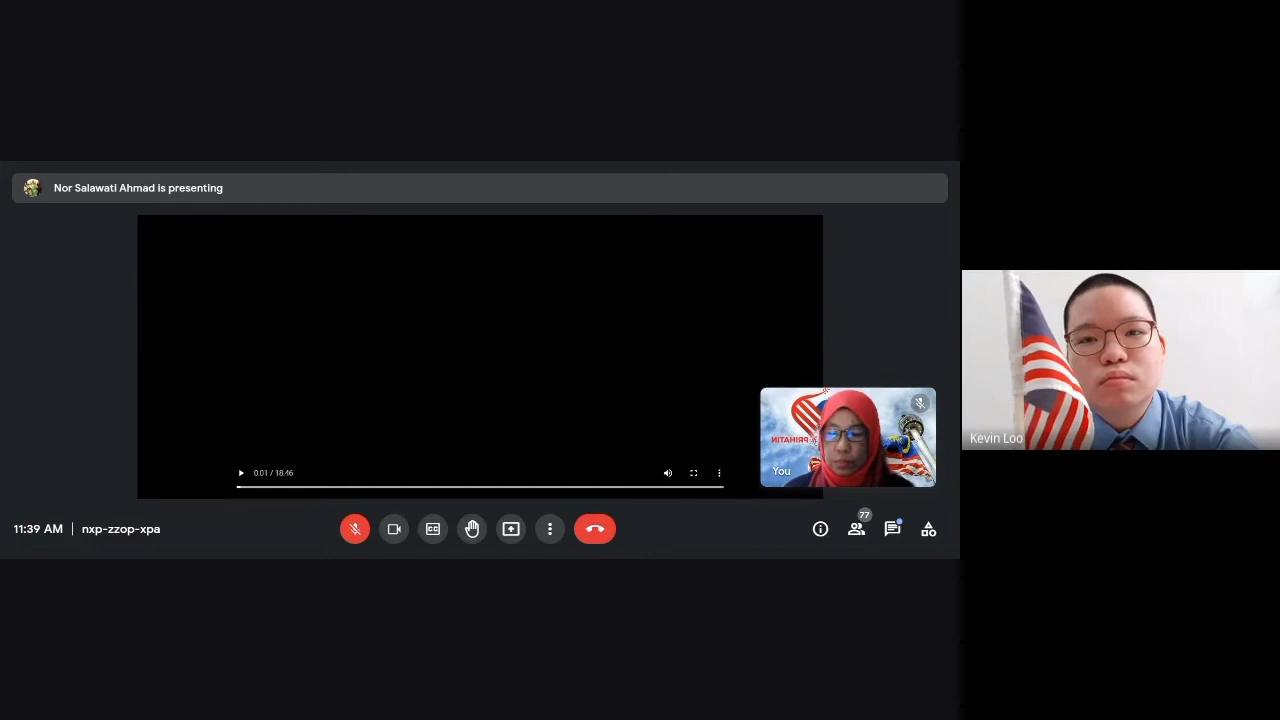 Nor Salawati Ahmad is presenting
PRIHATIN
You
Kevin Loo
0:01 / 18:46
11:39 AM | nxp-zzop-xpa
CC
77